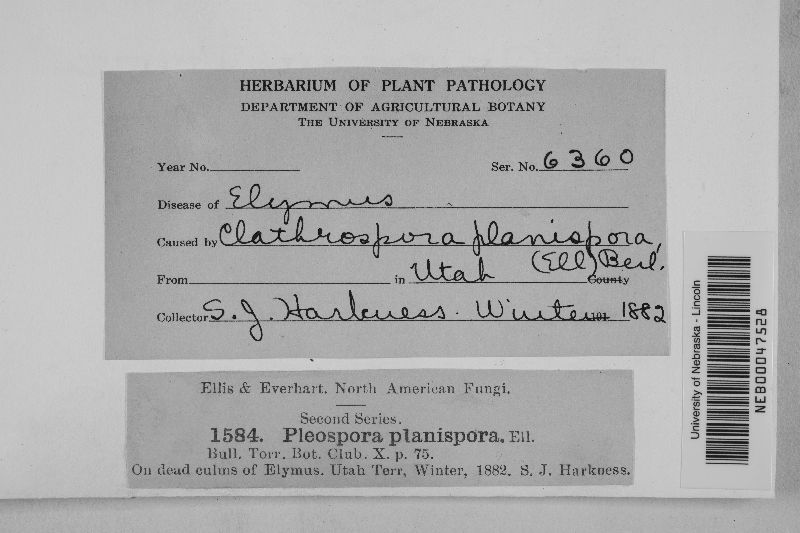 HERBARIUM OF PLANT PATHOLOGY
DEPARTMENT OF AGRICULTURAL BOTANY
THE UNIVERSITY OF NEBRASKA
Year No. Ser. No. 6360
Disease of Elymus
Caused by Clathrospora planispora,
(Ell) Berl.
From in Utah County
Collector S. J. Harkness. Winter 191 1882
Ellis & Everhart. North American Fungi.
Second Series.
1584. Pleospora planispora, Ell.
Bull. Torr. Bot. Club. X. p. 75.
On dead culms of Elymus. Utah Terr, Winter, 1882. S. J. Harkness.
University of Nebraska - Lincoln
NEB00047528